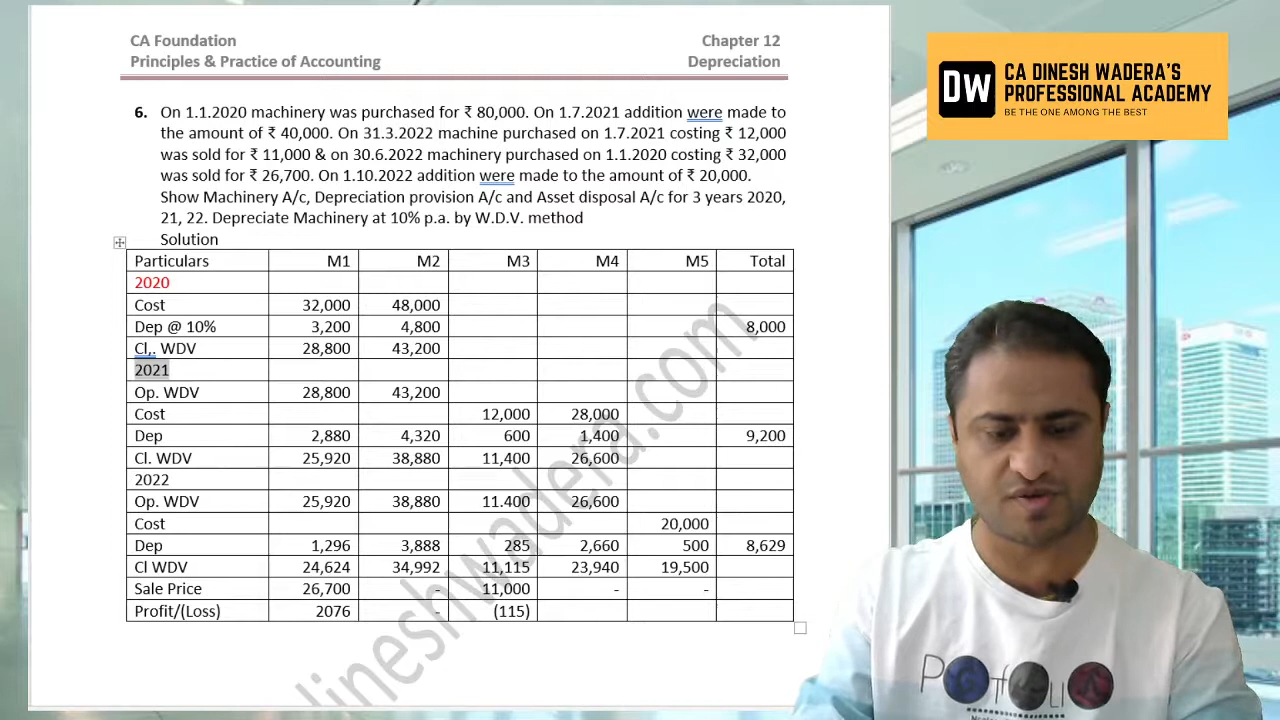 CA Foundation Chapter 12
Principles & Practice of Accounting Depreciation
DW CA DINESH WADERA'S
PROFESSIONAL ACADEMY
BE THE ONE AMONG THE BEST
6. On 1.1.2020 machinery was purchased for ₹ 80,000. On 1.7.2021 addition were made to
the amount of ₹ 40,000. On 31.3.2022 machine purchased on 1.7.2021 costing ₹ 12,000
was sold for ₹ 11,000 & on 30.6.2022 machinery purchased on 1.1.2020 costing ₹ 32,000
was sold for ₹ 26,700. On 1.10.2022 addition were made to the amount of ₹ 20,000.
Show Machinery A/c, Depreciation provision A/c and Asset disposal A/c for 3 years 2020,
21, 22. Depreciate Machinery at 10% p.a. by W.D.V. method
Solution
Particulars M1 M2 M3 M4 M5 Total
2020
Cost 32,000 48,000
Dep @ 10% 3,200 4,800 8,000
Cl,. WDV 28,800 43,200
2021
Op. WDV 28,800 43,200
Cost 12,000 28,000
Dep 2,880 4,320 600 1,400 9,200
Cl. WDV 25,920 38,880 11,400 26,600
2022
Op. WDV 25,920 38,880 11.400 26,600
Cost 20,000
Dep 1,296 3,888 285 2,660 500 8,629
Cl WDV 24,624 34,992 11,115 23,940 19,500
Sale Price 26,700 - 11,000 - -
Profit/(Loss) 2076 - (115)
dineshwadera.com